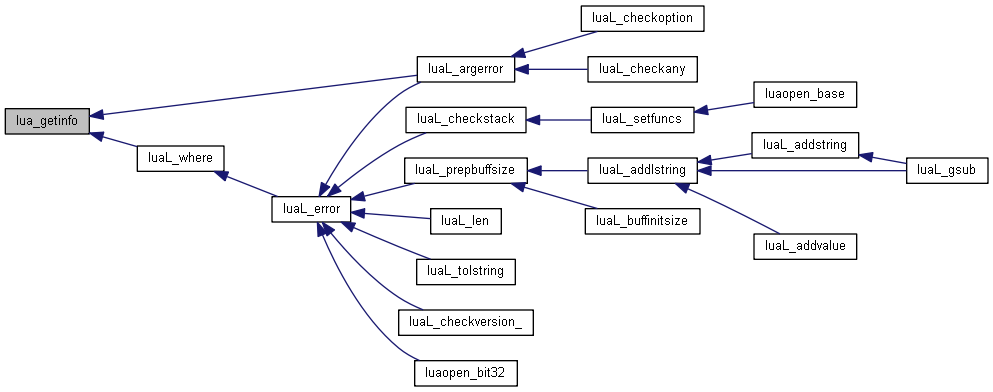 luaL_checkoption
luaL_argerror
luaL_checkany
luaopen_base
lua_getinfo
luaL_checkstack
luaL_setfuncs
luaL_addstring
luaL_where
luaL_prepbuffsize
luaL_addlstring
luaL_gsub
luaL_error
luaL_len
luaL_buffinitsize
luaL_addvalue
luaL_tolstring
luaL_checkversion_
luaopen_bit32